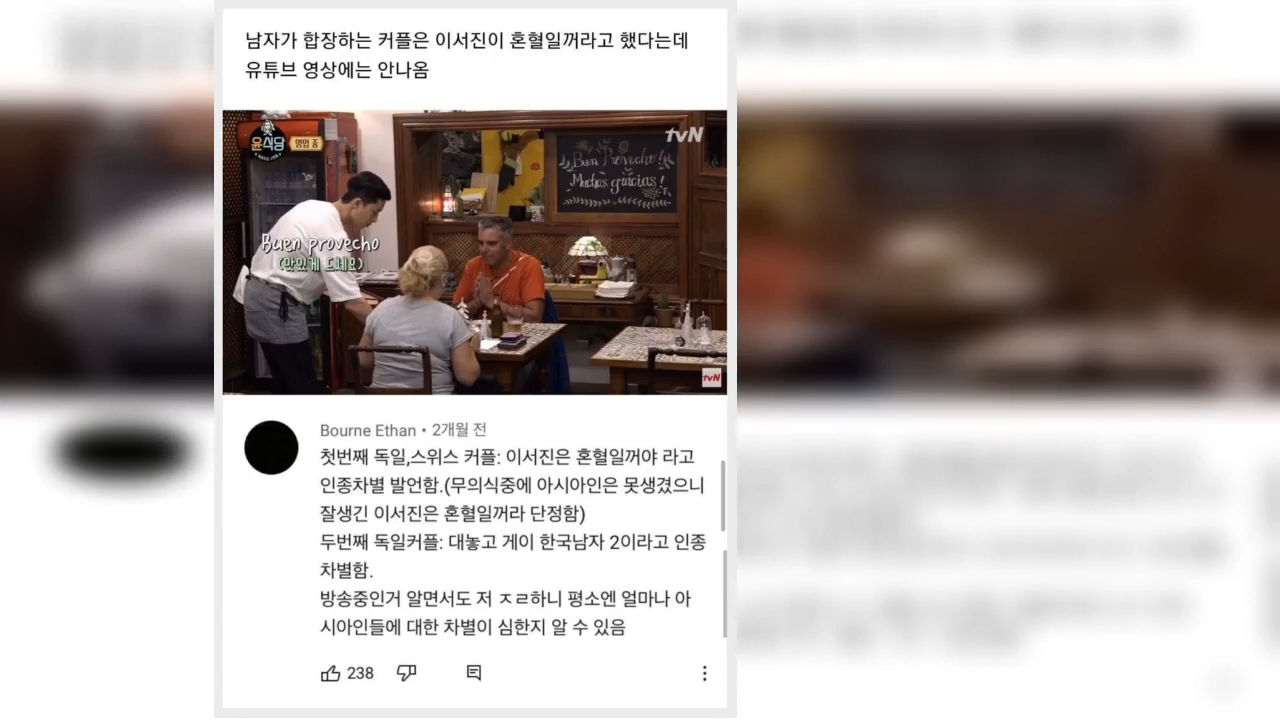 남자가 합장하는 커플은 이서진이 혼혈일꺼라고 했다는데
유튜브 영상에는 안나옴
tvN
윤식당 영업 중
Buen Provecho!
Muchas gracias!
Buen provecho
(맛있게 드세요)
tvN
Bourne Ethan • 2개월 전
첫번째 독일,스위스 커플: 이서진은 혼혈일꺼야 라고
인종차별 발언함.(무의식중에 아시아인은 못생겼으니
잘생긴 이서진은 혼혈일꺼라 단정함)
두번째 독일커플: 대놓고 게이 한국남자 2이라고 인종
차별함.
방송중인거 알면서도 저 ㅈㄹ하니 평소엔 얼마나 아
시아인들에 대한 차별이 심한지 알 수 있음
238